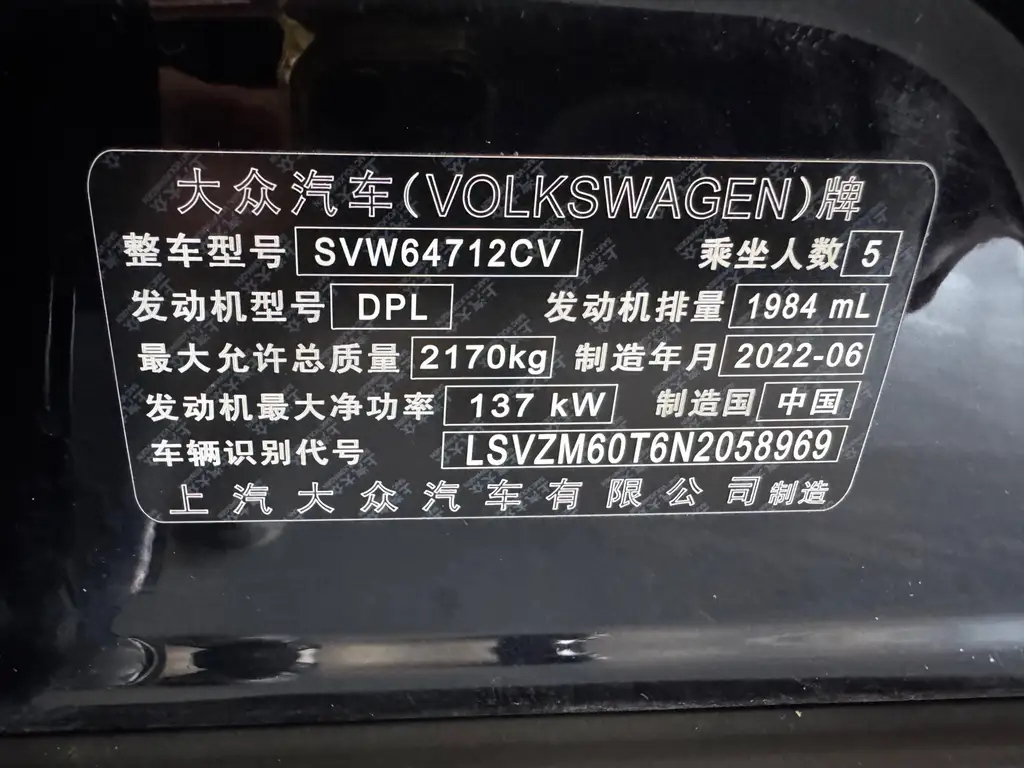 大众汽车(VOLKSWAGEN)牌
整车型号 SVW64712CV 乘坐人数 5
发动机型号 DPL 发动机排量 1984 mL
最大允许总质量 2170kg 制造年月 2022-06
发动机最大净功率 137 kW 制造国 中国
车辆识别代号 LSVZM60T6N2058969
上汽大众汽车有限公司制造